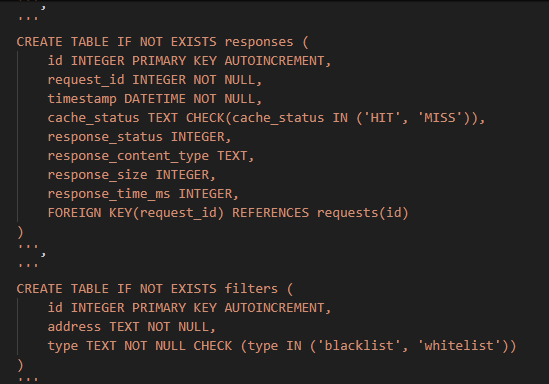 ''',
'''
CREATE TABLE IF NOT EXISTS responses (
    id INTEGER PRIMARY KEY AUTOINCREMENT,
    request_id INTEGER NOT NULL,
    timestamp DATETIME NOT NULL,
    cache_status TEXT CHECK(cache_status IN ('HIT', 'MISS')),
    response_status INTEGER,
    response_content_type TEXT,
    response_size INTEGER,
    response_time_ms INTEGER,
    FOREIGN KEY(request_id) REFERENCES requests(id)
)
''',
'''
CREATE TABLE IF NOT EXISTS filters (
    id INTEGER PRIMARY KEY AUTOINCREMENT,
    address TEXT NOT NULL,
    type TEXT NOT NULL CHECK (type IN ('blacklist', 'whitelist'))
)
'''